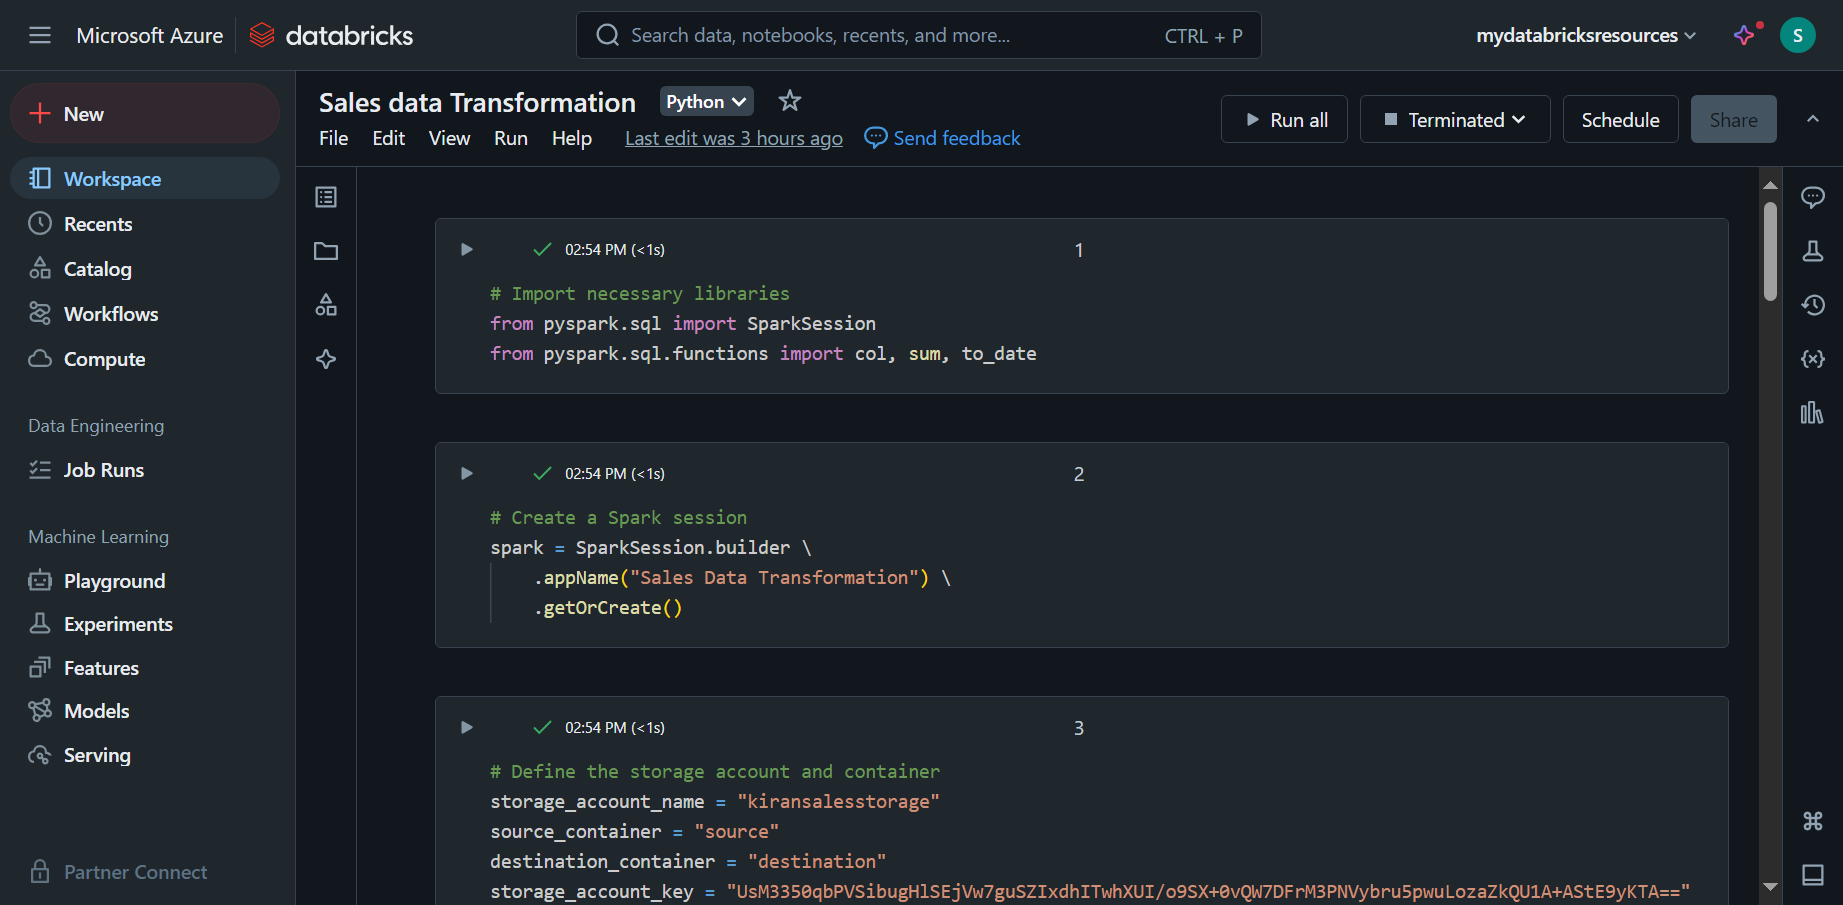 Microsoft Azure databricks Search data, notebooks, recents, and more... CTRL + P mydatabricksresources S
New
Workspace
Recents
Catalog
Workflows
Compute
Data Engineering
Job Runs
Machine Learning
Playground
Experiments
Features
Models
Serving
Partner Connect
Sales data Transformation Python
File Edit View Run Help Last edit was 3 hours ago Send feedback
Run all Terminated Schedule Share
02:54 PM (<1s) 1
# Import necessary libraries
from pyspark.sql import SparkSession
from pyspark.sql.functions import col, sum, to_date
02:54 PM (<1s) 2
# Create a Spark session
spark = SparkSession.builder \
.appName("Sales Data Transformation") \
.getOrCreate()
02:54 PM (<1s) 3
# Define the storage account and container
storage_account_name = "kiransalesstorage"
source_container = "source"
destination_container = "destination"
storage_account_key = "UsM3350qbPVSibugHlSEjVw7guSZIxdhITwhXUI/o9SX+0vQW7DFrM3PNVybru5pwuLozaZkQU1A+AStE9yKTA=="